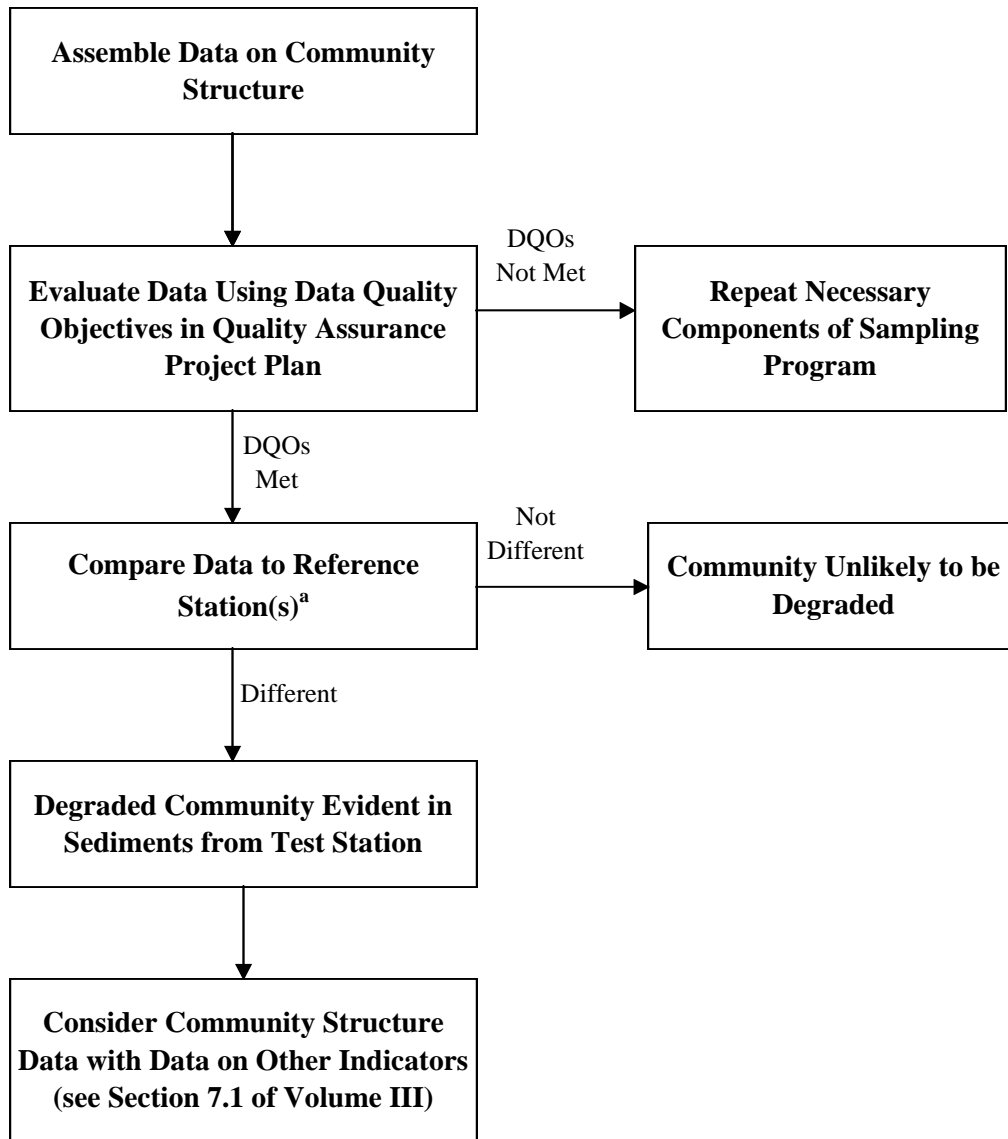 Assemble Data on Community
Structure
DQOs
Not Met
Evaluate Data Using Data Quality
Objectives in Quality Assurance
Project Plan
Repeat Necessary
Components of Sampling
Program
DQOs
Met
Not
Different
Compare Data to Reference
Station(s)a
Community Unlikely to be
Degraded
Different
Degraded Community Evident in
Sediments from Test Station
Consider Community Structure
Data with Data on Other Indicators
(see Section 7.1 of Volume III)